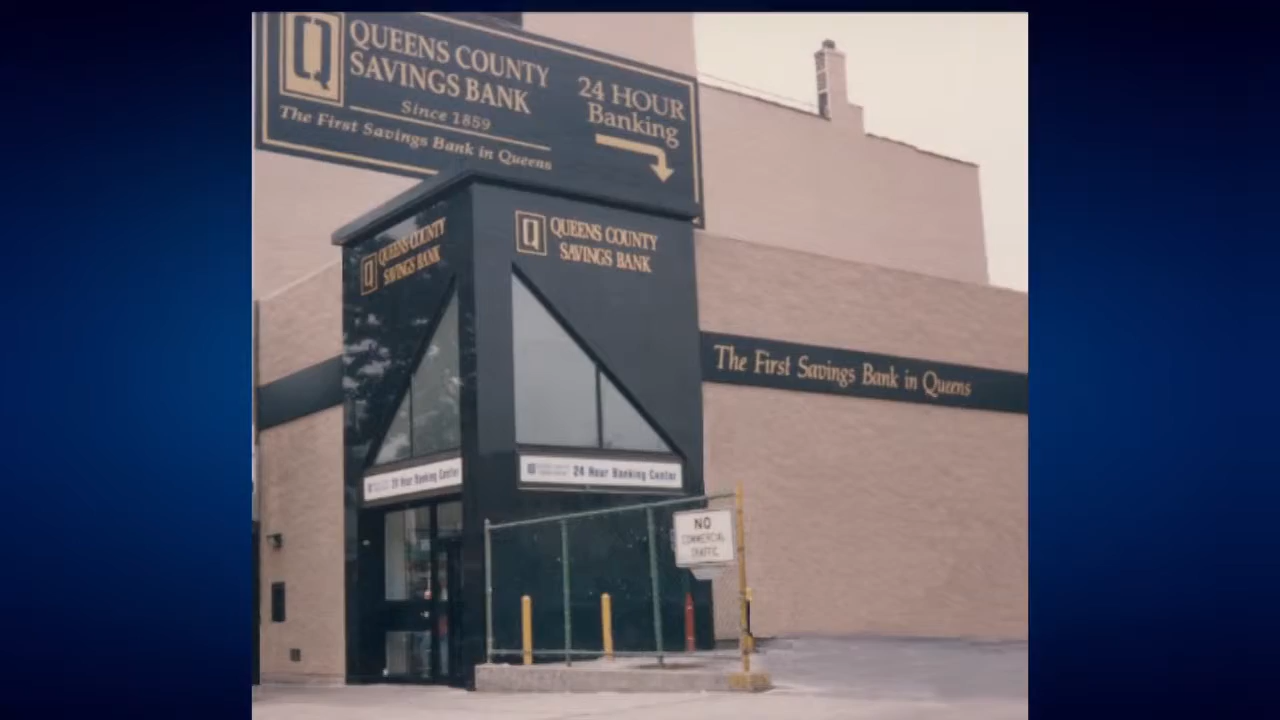 QUEENS COUNTY
SAVINGS BANK
Since 1859
The First Savings Bank in Queens
24 HOUR
Banking
QUEENS COUNTY
SAVINGS BANK
QUEENS COUNTY
SAVINGS BANK
The First Savings Bank in Queens
24 Hour Banking Center
24 Hour Banking Center
NO
COMMERCIAL
TRAFFIC